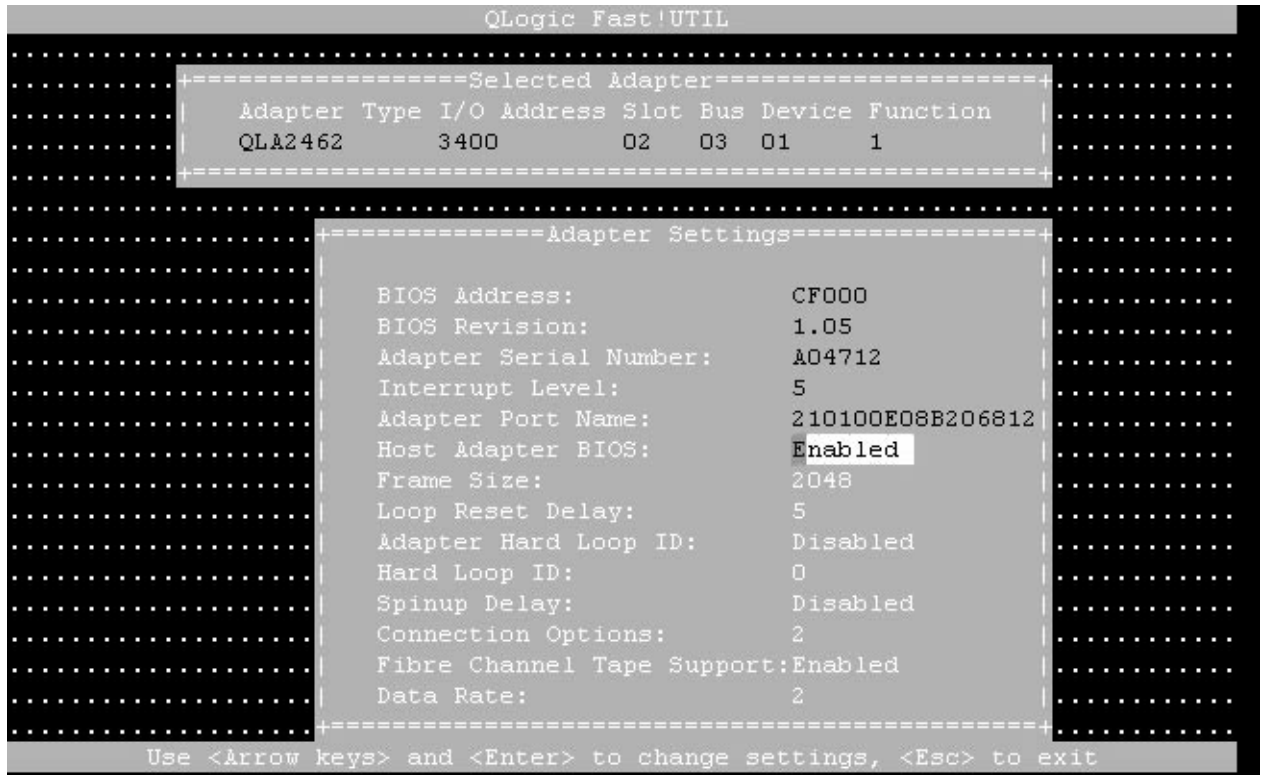 QLogic Fast!UTIL
Selected Adapter
Adapter Type I/O Address Slot Bus Device Function
QLA2462 3400 02 03 01 1
Adapter Settings
BIOS Address: CF000
BIOS Revision: 1.05
Adapter Serial Number: A04712
Interrupt Level: 5
Adapter Port Name: 210100E08B206812
Host Adapter BIOS: Enabled
Frame Size: 2048
Loop Reset Delay: 5
Adapter Hard Loop ID: Disabled
Hard Loop ID: 0
Spinup Delay: Disabled
Connection Options: 2
Fibre Channel Tape Support:Enabled
Data Rate: 2
Use <Arrow keys> and <Enter> to change settings, <Esc> to exit